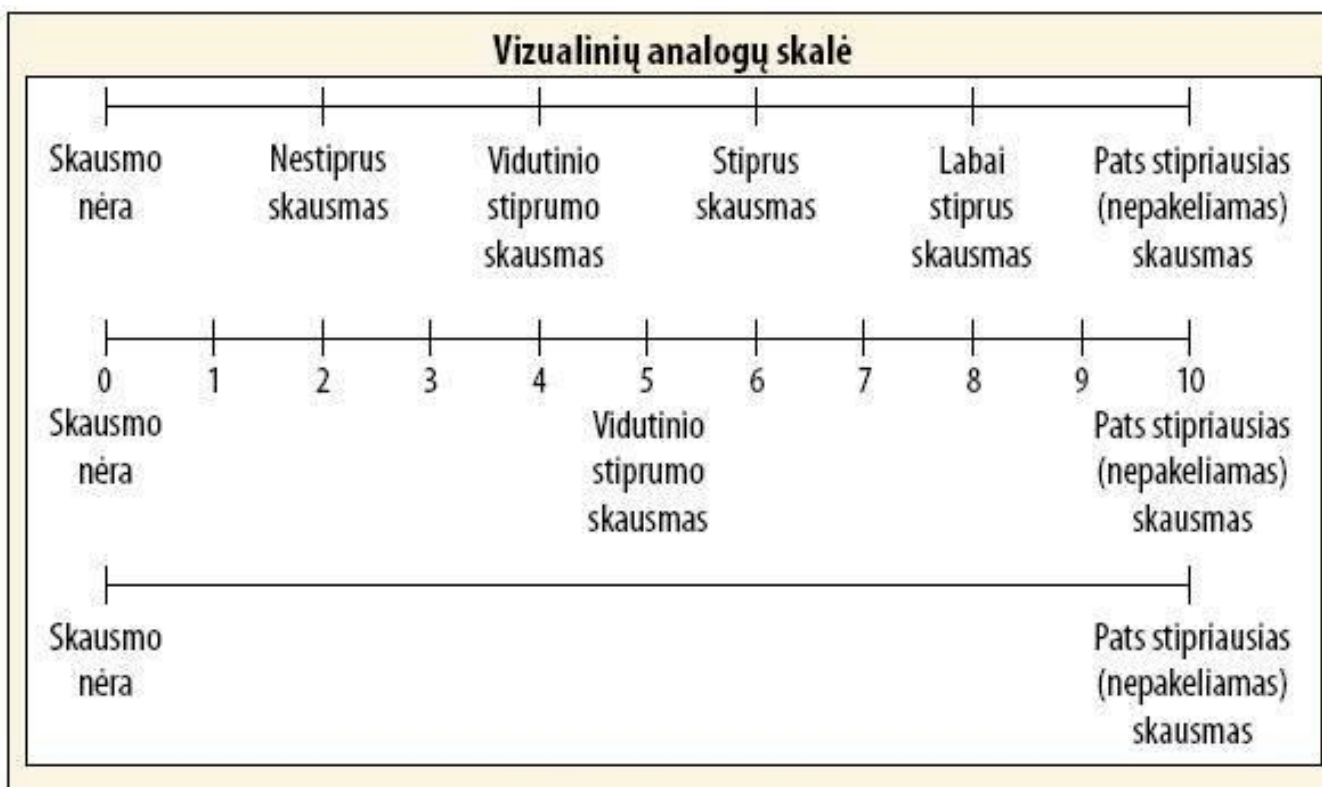 Vizualinių analogų skalė
Skausmo nėra
Nestiprus skausmas
Vidutinio stiprumo skausmas
Stiprus skausmas
Labai stiprus skausmas
Pats stipriausias (nepakeliamas) skausmas
0 1 2 3 4 5 6 7 8 9 10
Skausmo nėra
Vidutinio stiprumo skausmas
Pats stipriausias (nepakeliamas) skausmas
Skausmo nėra
Pats stipriausias (nepakeliamas) skausmas